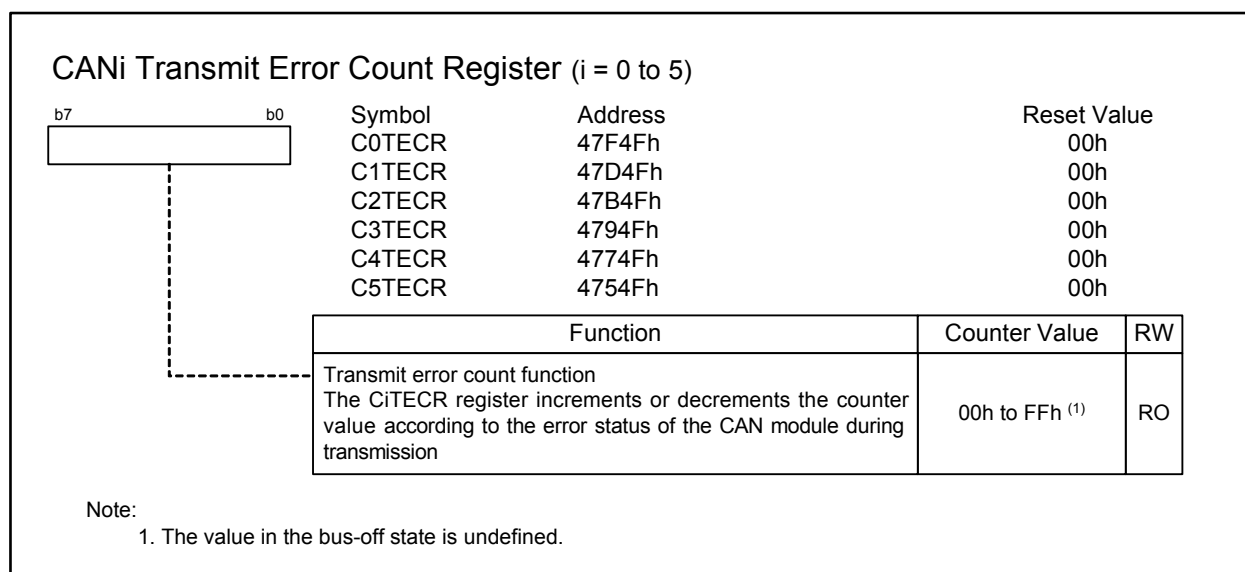 CANi Transmit Error Count Register (i = 0 to 5)
b7 b0 Symbol Address Reset Value
C0TECR 47F4Fh 00h
C1TECR 47D4Fh 00h
C2TECR 47B4Fh 00h
C3TECR 4794Fh 00h
C4TECR 4774Fh 00h
C5TECR 4754Fh 00h
Function Counter Value RW
Transmit error count function
The CiTECR register increments or decrements the counter
value according to the error status of the CAN module during
transmission
00h to FFh (1) RO
Note:
1. The value in the bus-off state is undefined.